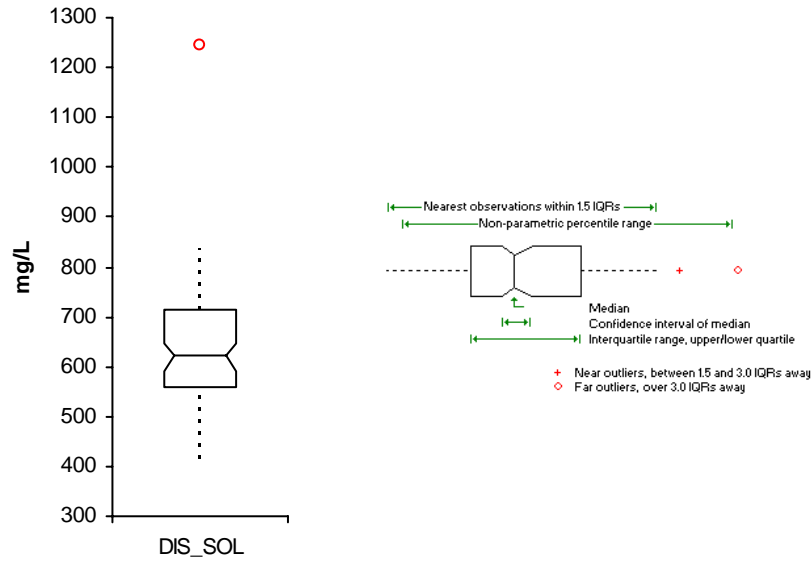 1300
1200
1100
1000
900
800
700
600
500
400
300
mg/L
DIS_SOL
Nearest observations within 1.5 IQRs
Non-parametric percentile range
Median
Confidence interval of median
Interquartile range, upper/lower quartile
+ Near outliers, between 1.5 and 3.0 IQRs away
Far outliers, over 3.0 IQRs away